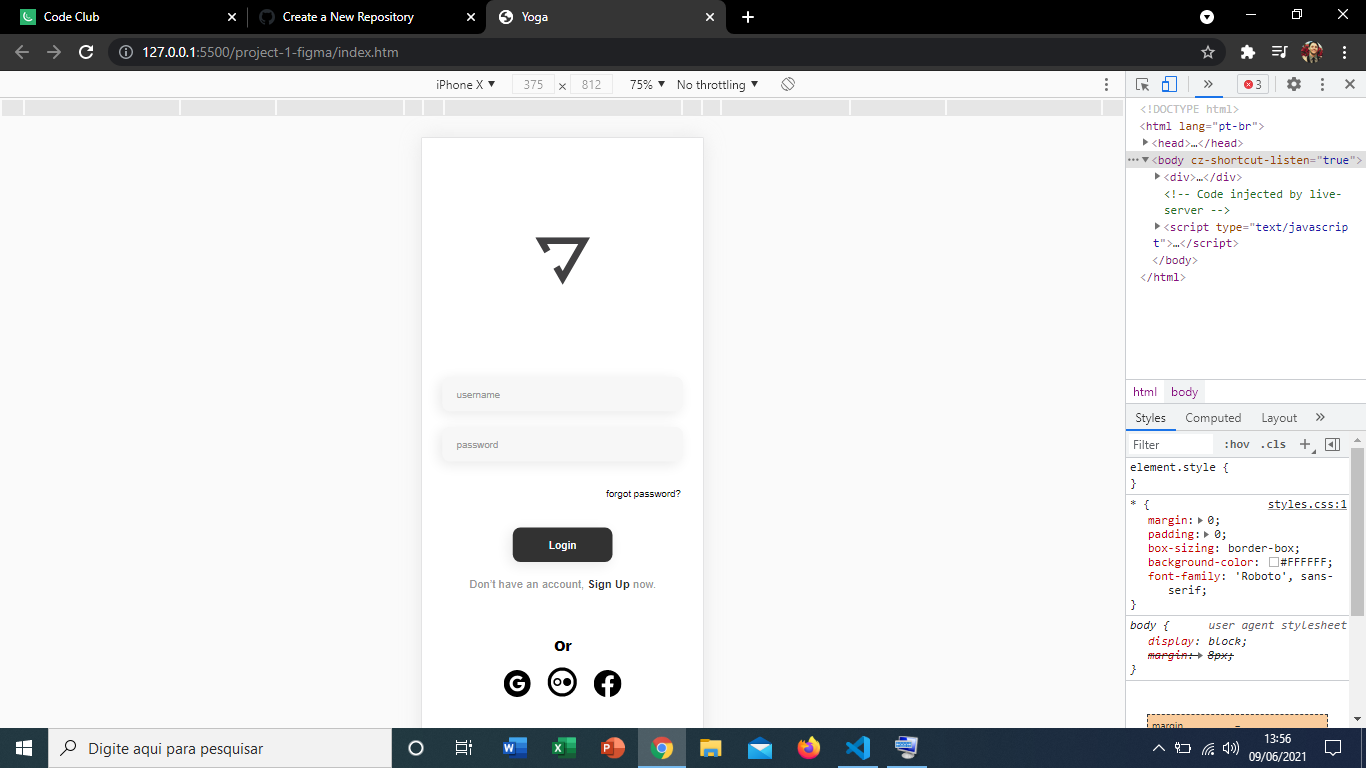 Code Club
Create a New Repository
Yoga
127.0.0.1:5500/project-1-figma/index.htm
iPhone X
375
×
812
75%
No throttling
3
<!DOCTYPE html>
<html lang="pt-br">
<head>…</head>
<body cz-shortcut-listen="true">
<div>…</div>
<!-- Code injected by live-
server -->
<script type="text/javascrip
t">…</script>
</body>
</html>
username
password
forgot password?
Login
Don't have an account, Sign Up now.
Or
html body
Styles Computed Layout
Filter :hov .cls
element.style {
}
* { styles.css:1
margin: 0;
padding: 0;
box-sizing: border-box;
background-color: #FFFFFF;
font-family: 'Roboto', sans-
serif;
}
body { user agent stylesheet
display: block;
margin: 8px;
}
margin –
Digite aqui para pesquisar
13:56
09/06/2021